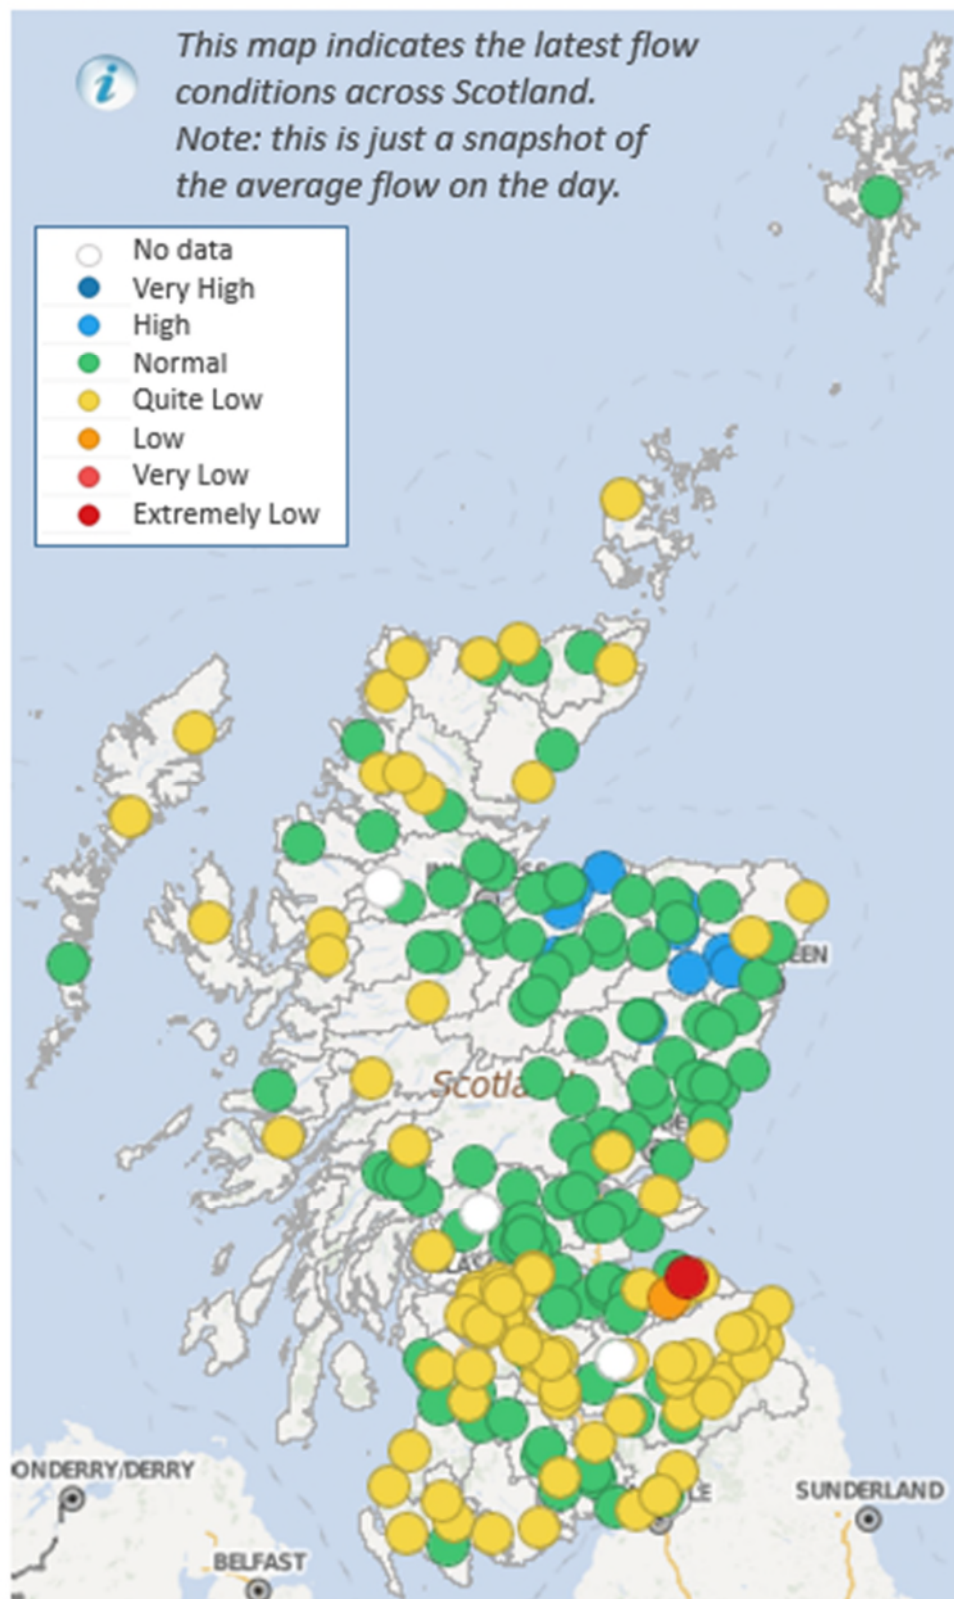 This map indicates the latest flow
conditions across Scotland.
Note: this is just a snapshot of
the average flow on the day.
i
No data
Very High
High
Normal
Quite Low
Low
Very Low
Extremely Low
EEN
Scotla
ONDERRY/DERRY
SUNDERLAND
BELFAST